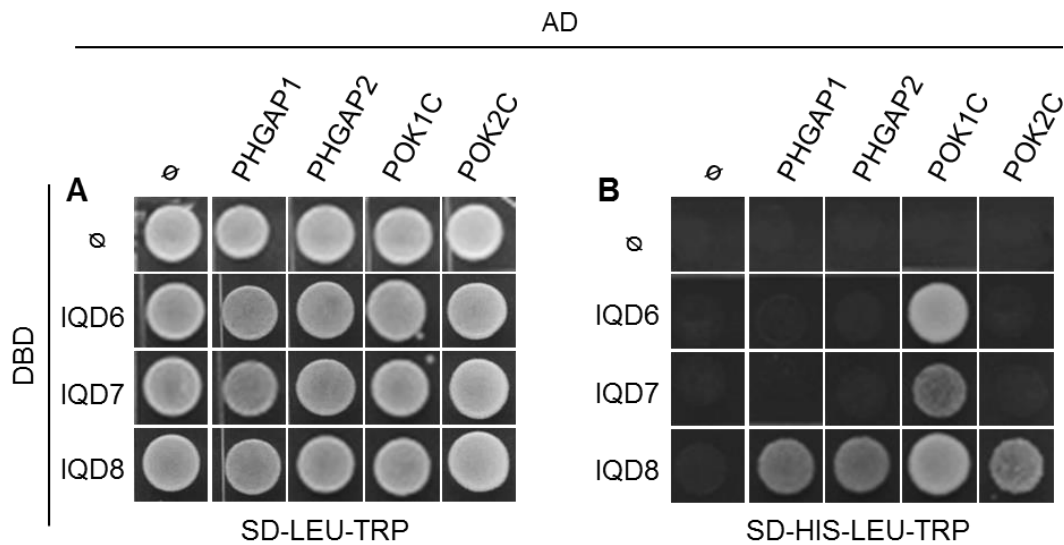 AD
ø PHGAP1 PHGAP2 POK1C POK2C
ø PHGAP1 PHGAP2 POK1C POK2C
A
B
DBD
ø
IQD6
IQD7
IQD8
ø
IQD6
IQD7
IQD8
SD-LEU-TRP
SD-HIS-LEU-TRP